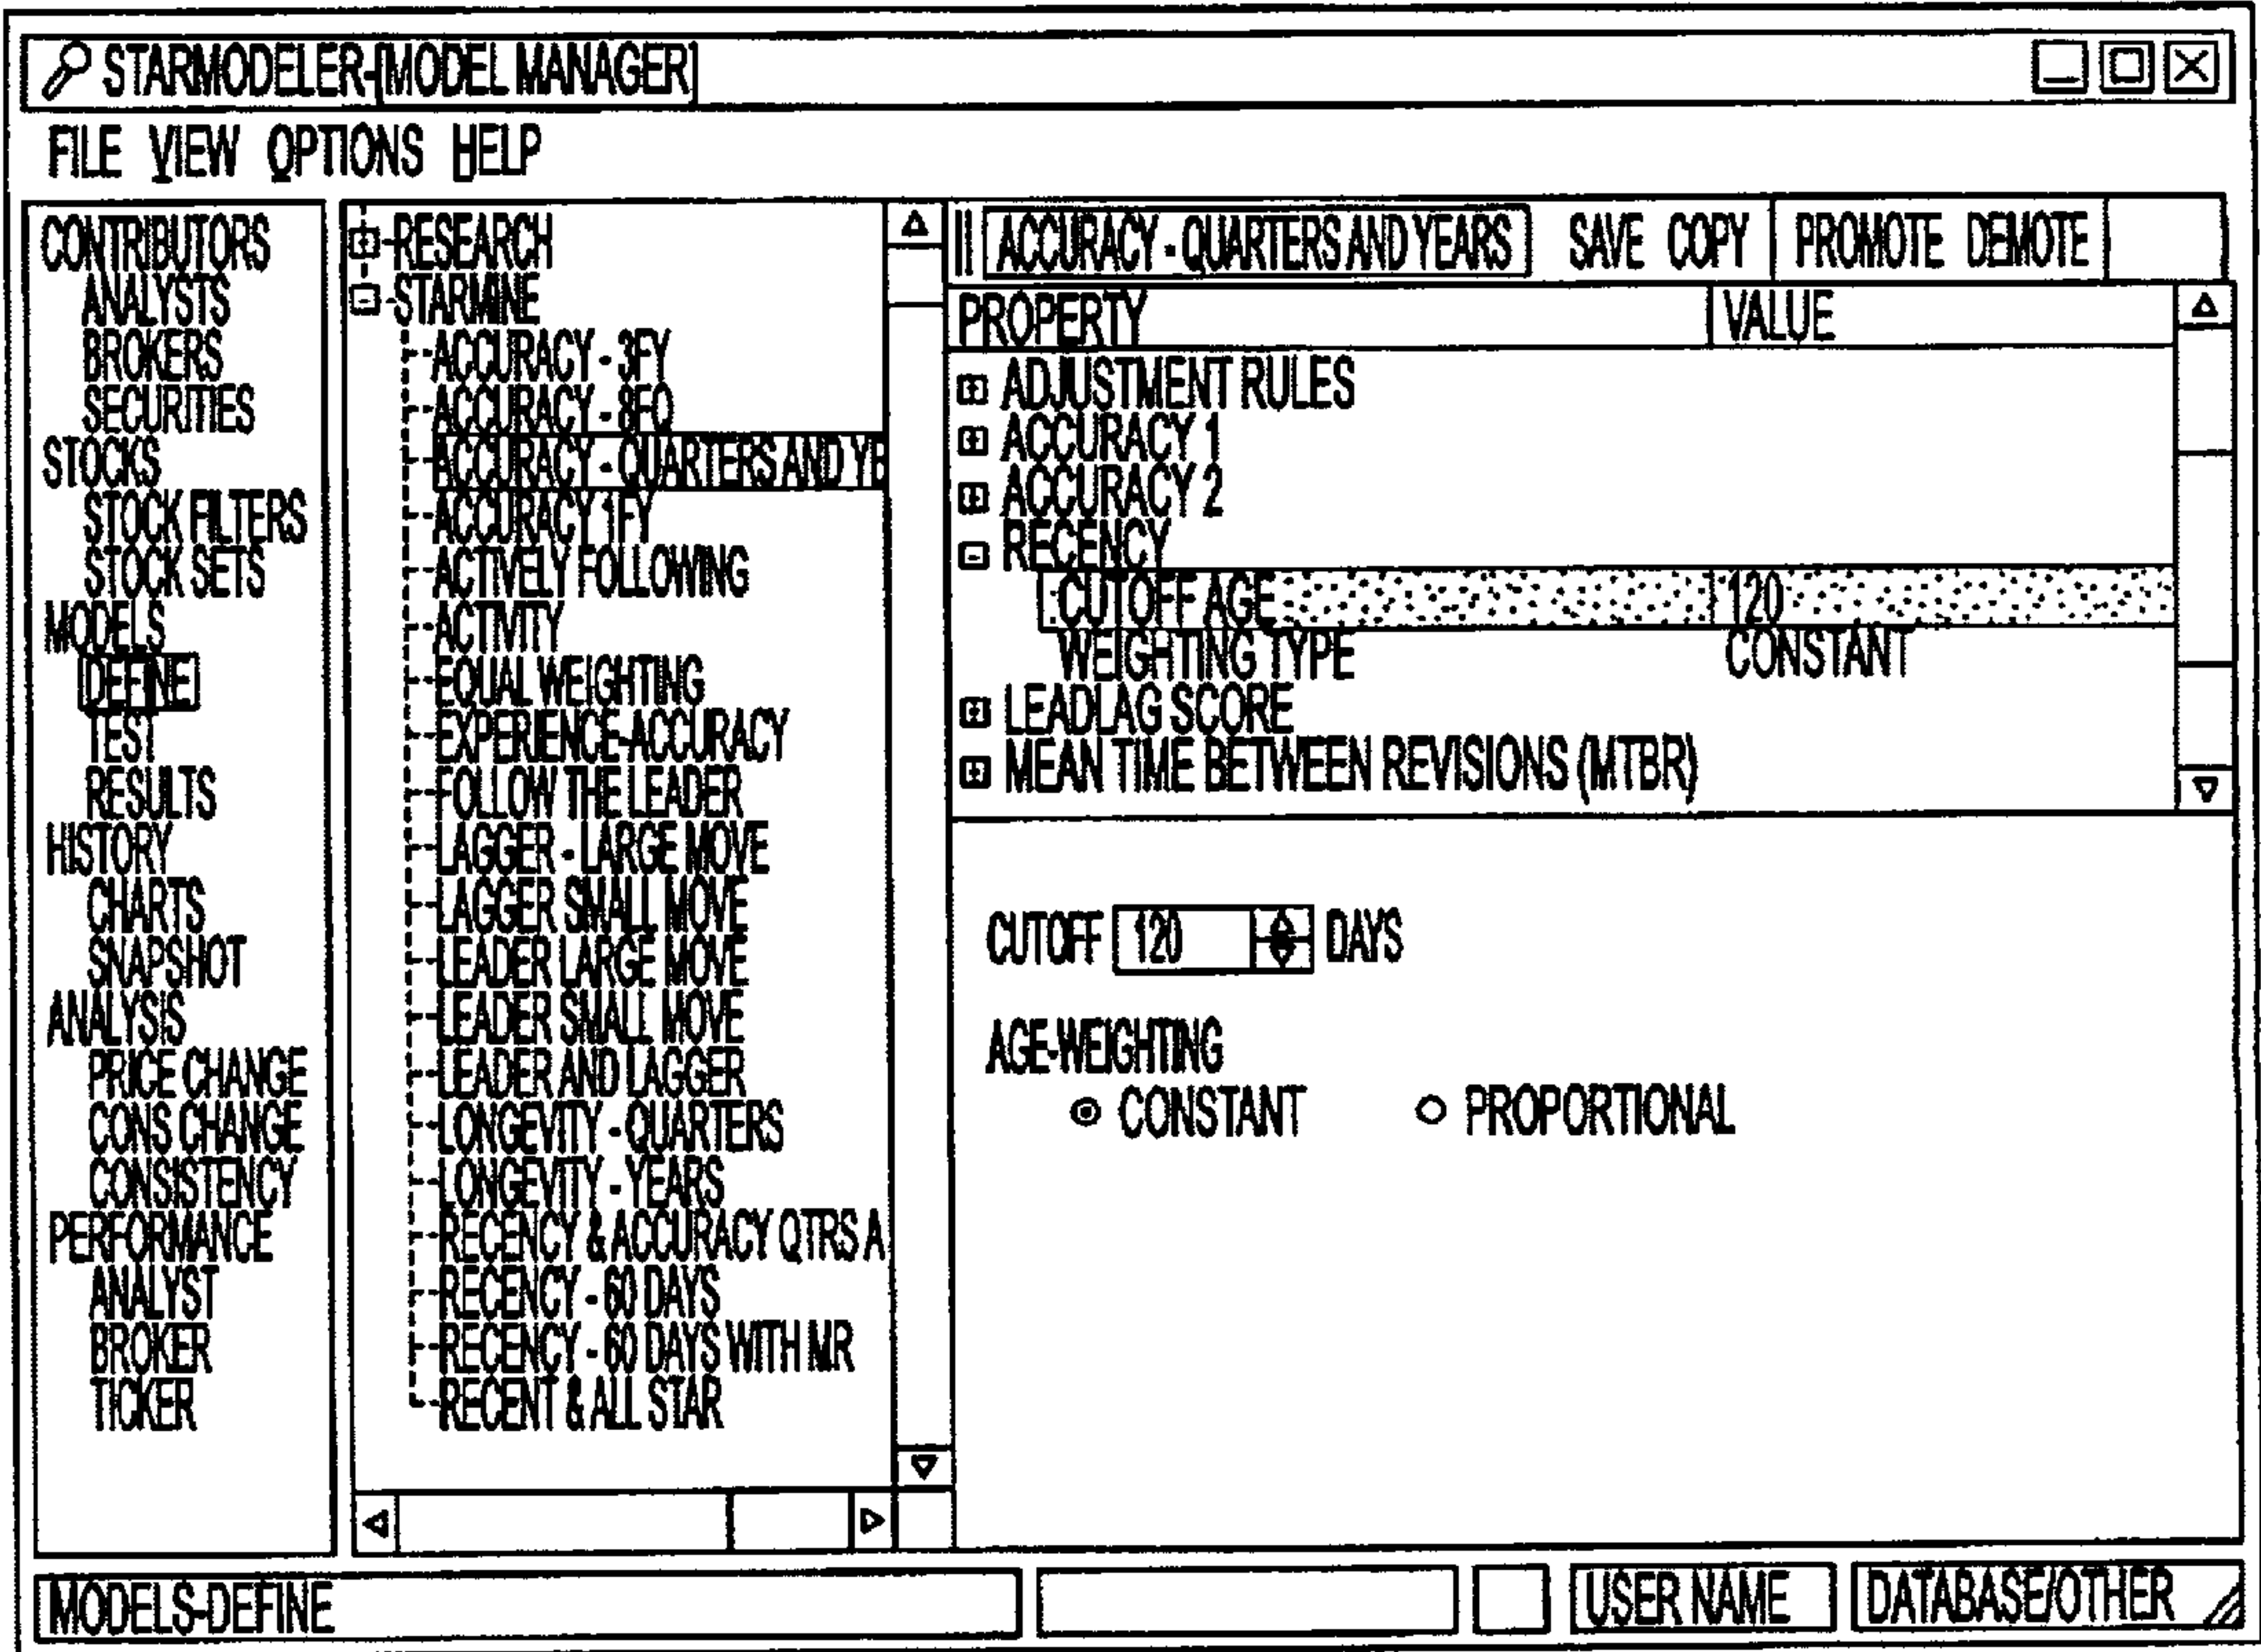 STARMODELER-[MODEL MANAGER]
FILE VIEW OPTIONS HELP
CONTRIBUTORS
ANALYSTS
BROKERS
SECURITIES
STOCKS
STOCK FILTERS
STOCK SETS
MODELS
DEFINE
TEST
RESULTS
HISTORY
CHARTS
SNAPSHOT
ANALYSIS
PRICE CHANGE
CONS CHANGE
CONSISTENCY
PERFORMANCE
ANALYST
BROKER
TICKER
RESEARCH
STARMINE
ACCURACY - 3FY
ACCURACY - 8FQ
ACCURACY - QUARTERS AND YE
ACCURACY 1FY
ACTIVELY FOLLOWING
ACTIVITY
EQUAL WEIGHTING
EXPERIENCE-ACCURACY
FOLLOW THE LEADER
LAGGER - LARGE MOVE
LAGGER SMALL MOVE
LEADER LARGE MOVE
LEADER SMALL MOVE
LEADER AND LAGGER
LONGEVITY - QUARTERS
LONGEVITY - YEARS
RECENCY & ACCURACY QTRS A
RECENCY - 60 DAYS
RECENCY - 60 DAYS WITH MR
RECENT & ALL STAR
ACCURACY - QUARTERS AND YEARS SAVE COPY PROMOTE DEMOTE
PROPERTY VALUE
ADJUSTMENT RULES
ACCURACY 1
ACCURACY 2
RECENCY
CUTOFF AGE 120
WEIGHTING TYPE CONSTANT
LEADLAG SCORE
MEAN TIME BETWEEN REVISIONS (MTBR)
CUTOFF 120 DAYS
AGE-WEIGHTING
CONSTANT PROPORTIONAL
MODELS-DEFINE USER NAME DATABASE/OTHER